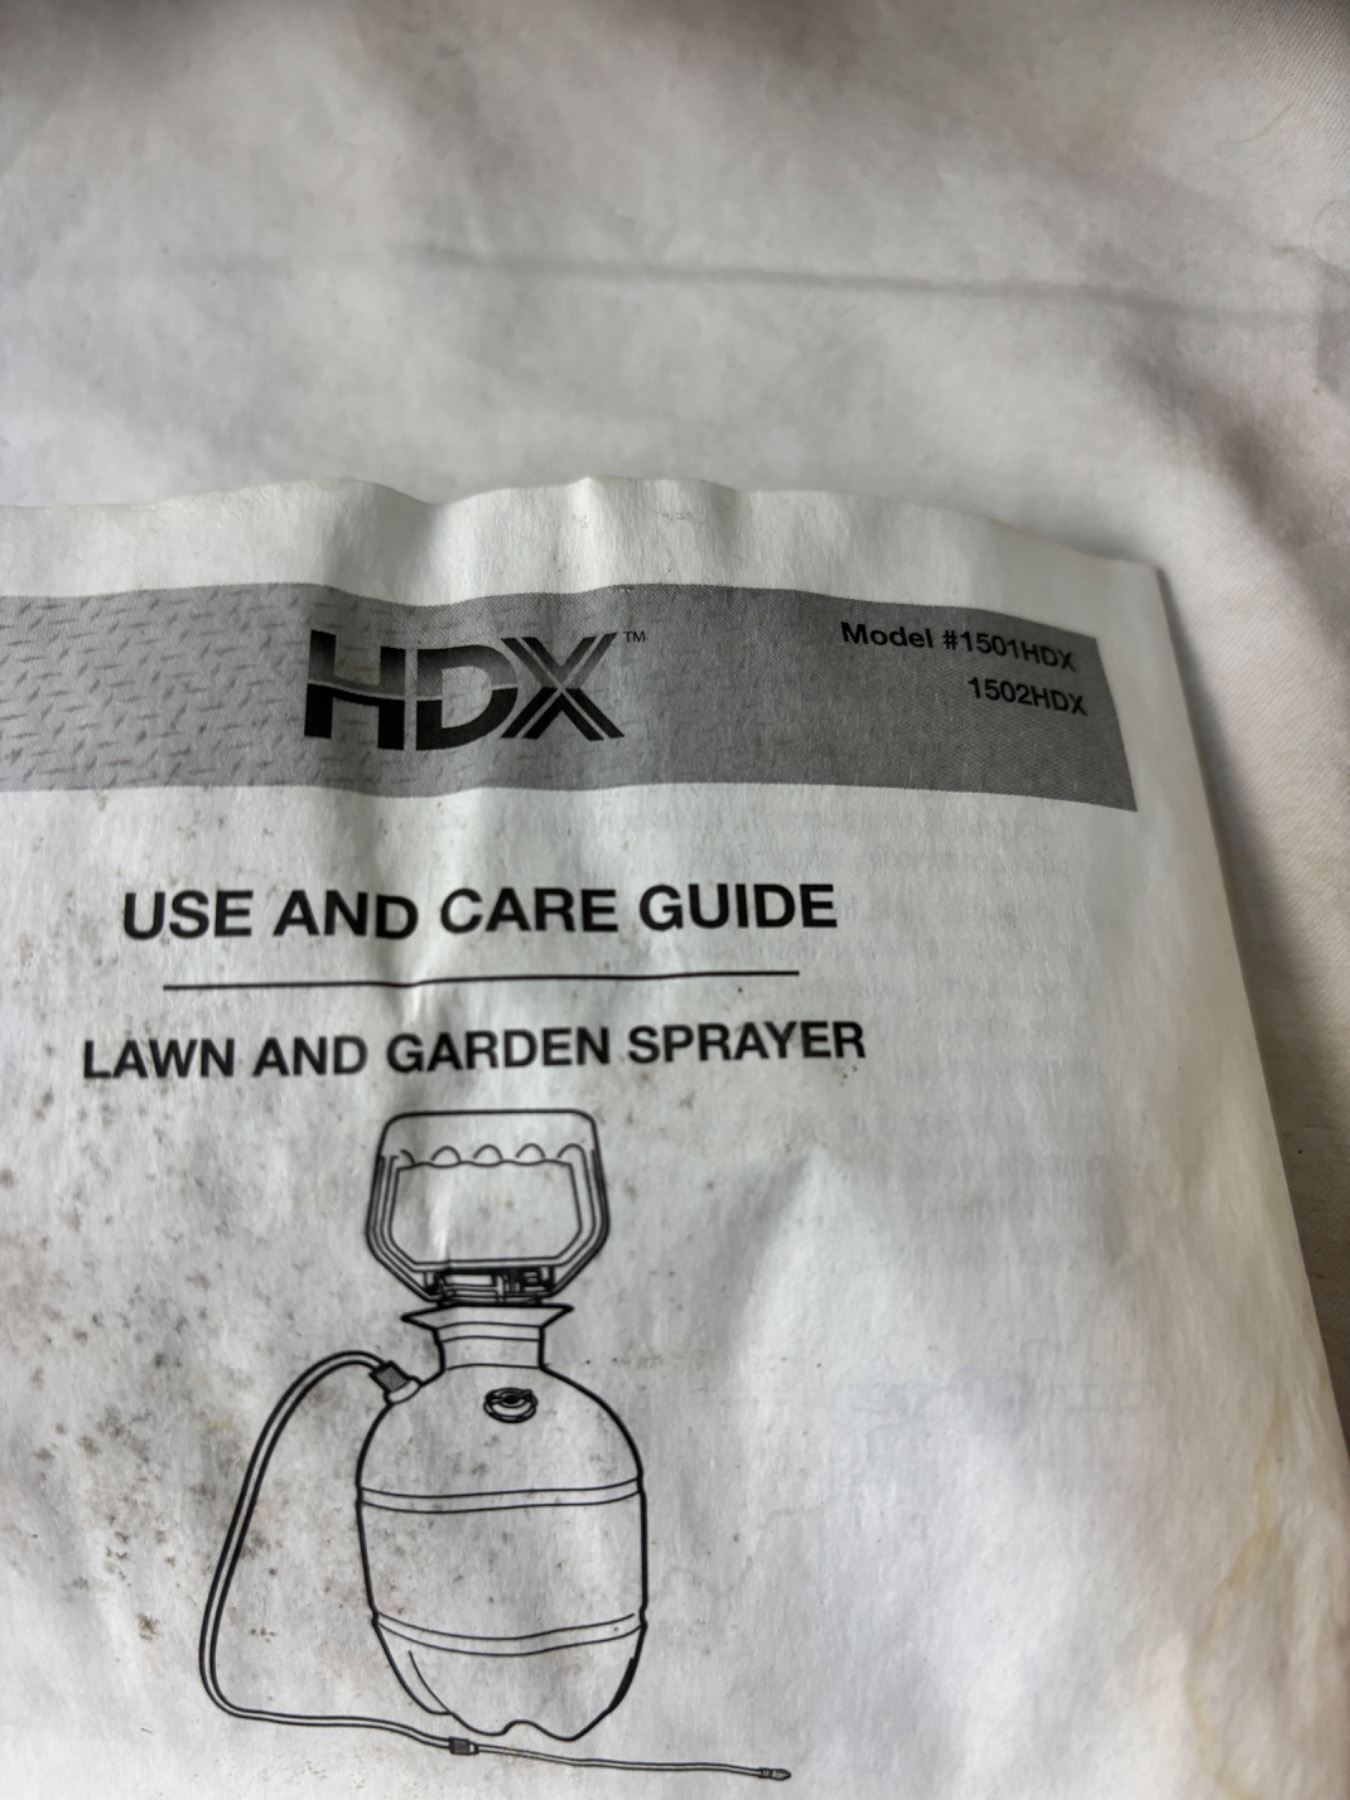 HDX™
Model #1501HDX
1502HDX
USE AND CARE GUIDE
LAWN AND GARDEN SPRAYER